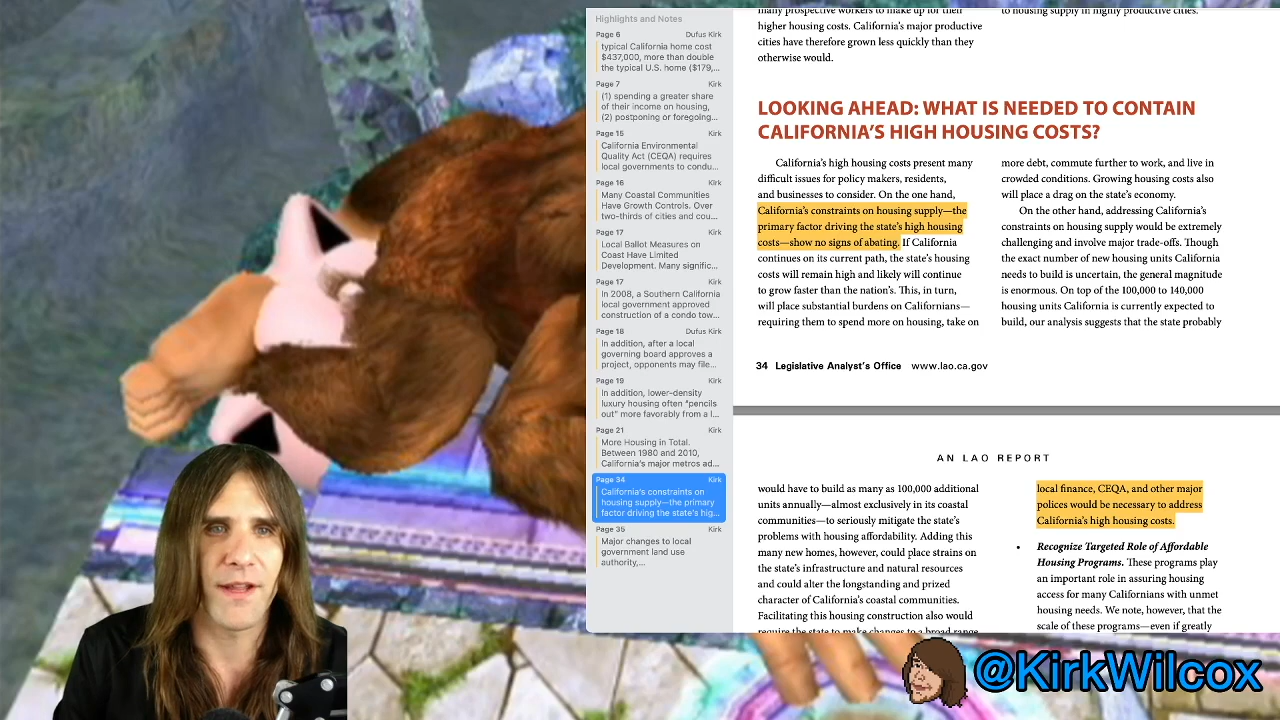 Highlights and Notes
Page 6 Dufus Kirk
typical California home cost
$437,000, more than double
the typical U.S. home ($179,...
Page 7 Kirk
(1) spending a greater share
of their income on housing,
(2) postponing or foregoing...
Page 15 Kirk
California Environmental
Quality Act (CEQA) requires
local governments to condu...
Page 16 Kirk
Many Coastal Communities
Have Growth Controls. Over
two-thirds of cities and cou...
Page 17 Kirk
Local Ballot Measures on
Coast Have Limited
Development. Many signific...
Page 17 Kirk
In 2008, a Southern California
local government approved
construction of a condo tow...
Page 18 Dufus Kirk
In addition, after a local
governing board approves a
project, opponents may file...
Page 19 Kirk
In addition, lower-density
luxury housing often “pencils
out” more favorably from a l...
Page 21 Kirk
More Housing in Total.
Between 1980 and 2010,
California's major metros ad...
Page 34 Kirk
California's constraints on
housing supply—the primary
factor driving the state's hig...
Page 35 Kirk
Major changes to local
government land use
authority,...
many prospective workers to make up for their
higher housing costs. California's major productive
cities have therefore grown less quickly than they
otherwise would.
to housing supply in highly productive cities.
LOOKING AHEAD: WHAT IS NEEDED TO CONTAIN
CALIFORNIA'S HIGH HOUSING COSTS?
California's high housing costs present many
difficult issues for policy makers, residents,
and businesses to consider. On the one hand,
California's constraints on housing supply—the
primary factor driving the state's high housing
costs—show no signs of abating. If California
continues on its current path, the state's housing
costs will remain high and likely will continue
to grow faster than the nation's. This, in turn,
will place substantial burdens on Californians—
requiring them to spend more on housing, take on
more debt, commute further to work, and live in
crowded conditions. Growing housing costs also
will place a drag on the state's economy.
On the other hand, addressing California's
constraints on housing supply would be extremely
challenging and involve major trade-offs. Though
the exact number of new housing units California
needs to build is uncertain, the general magnitude
is enormous. On top of the 100,000 to 140,000
housing units California is currently expected to
build, our analysis suggests that the state probably
34 Legislative Analyst's Office www.lao.ca.gov
AN LAO REPORT
would have to build as many as 100,000 additional
units annually—almost exclusively in its coastal
communities—to seriously mitigate the state's
problems with housing affordability. Adding this
many new homes, however, could place strains on
the state's infrastructure and natural resources
and could alter the longstanding and prized
character of California's coastal communities.
Facilitating this housing construction also would
require the state to make changes to a broad range
local finance, CEQA, and other major
polices would be necessary to address
California's high housing costs.
• Recognize Targeted Role of Affordable
Housing Programs. These programs play
an important role in assuring housing
access for many Californians with unmet
housing needs. We note, however, that the
scale of these programs—even if greatly
@KirkWilcox